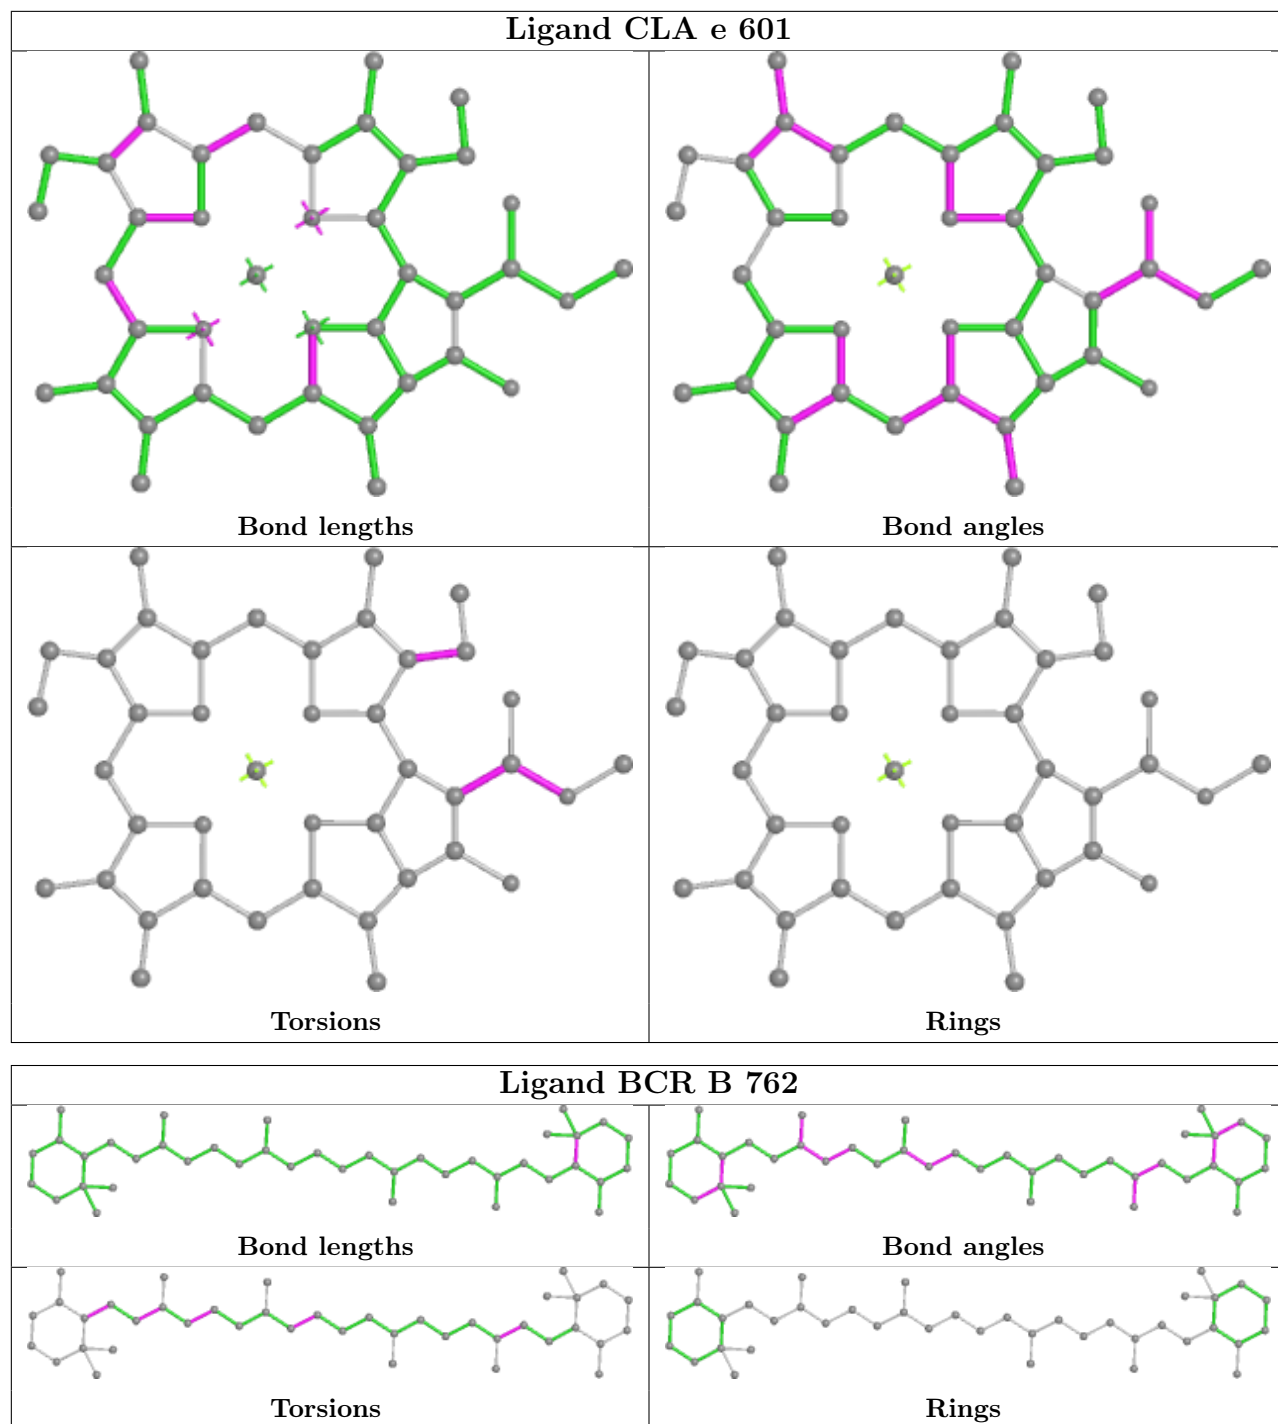 Ligand CLA e 601
Bond lengths
Bond angles
Torsions
Rings
Ligand BCR B 762
Bond lengths
Bond angles
Torsions
Rings